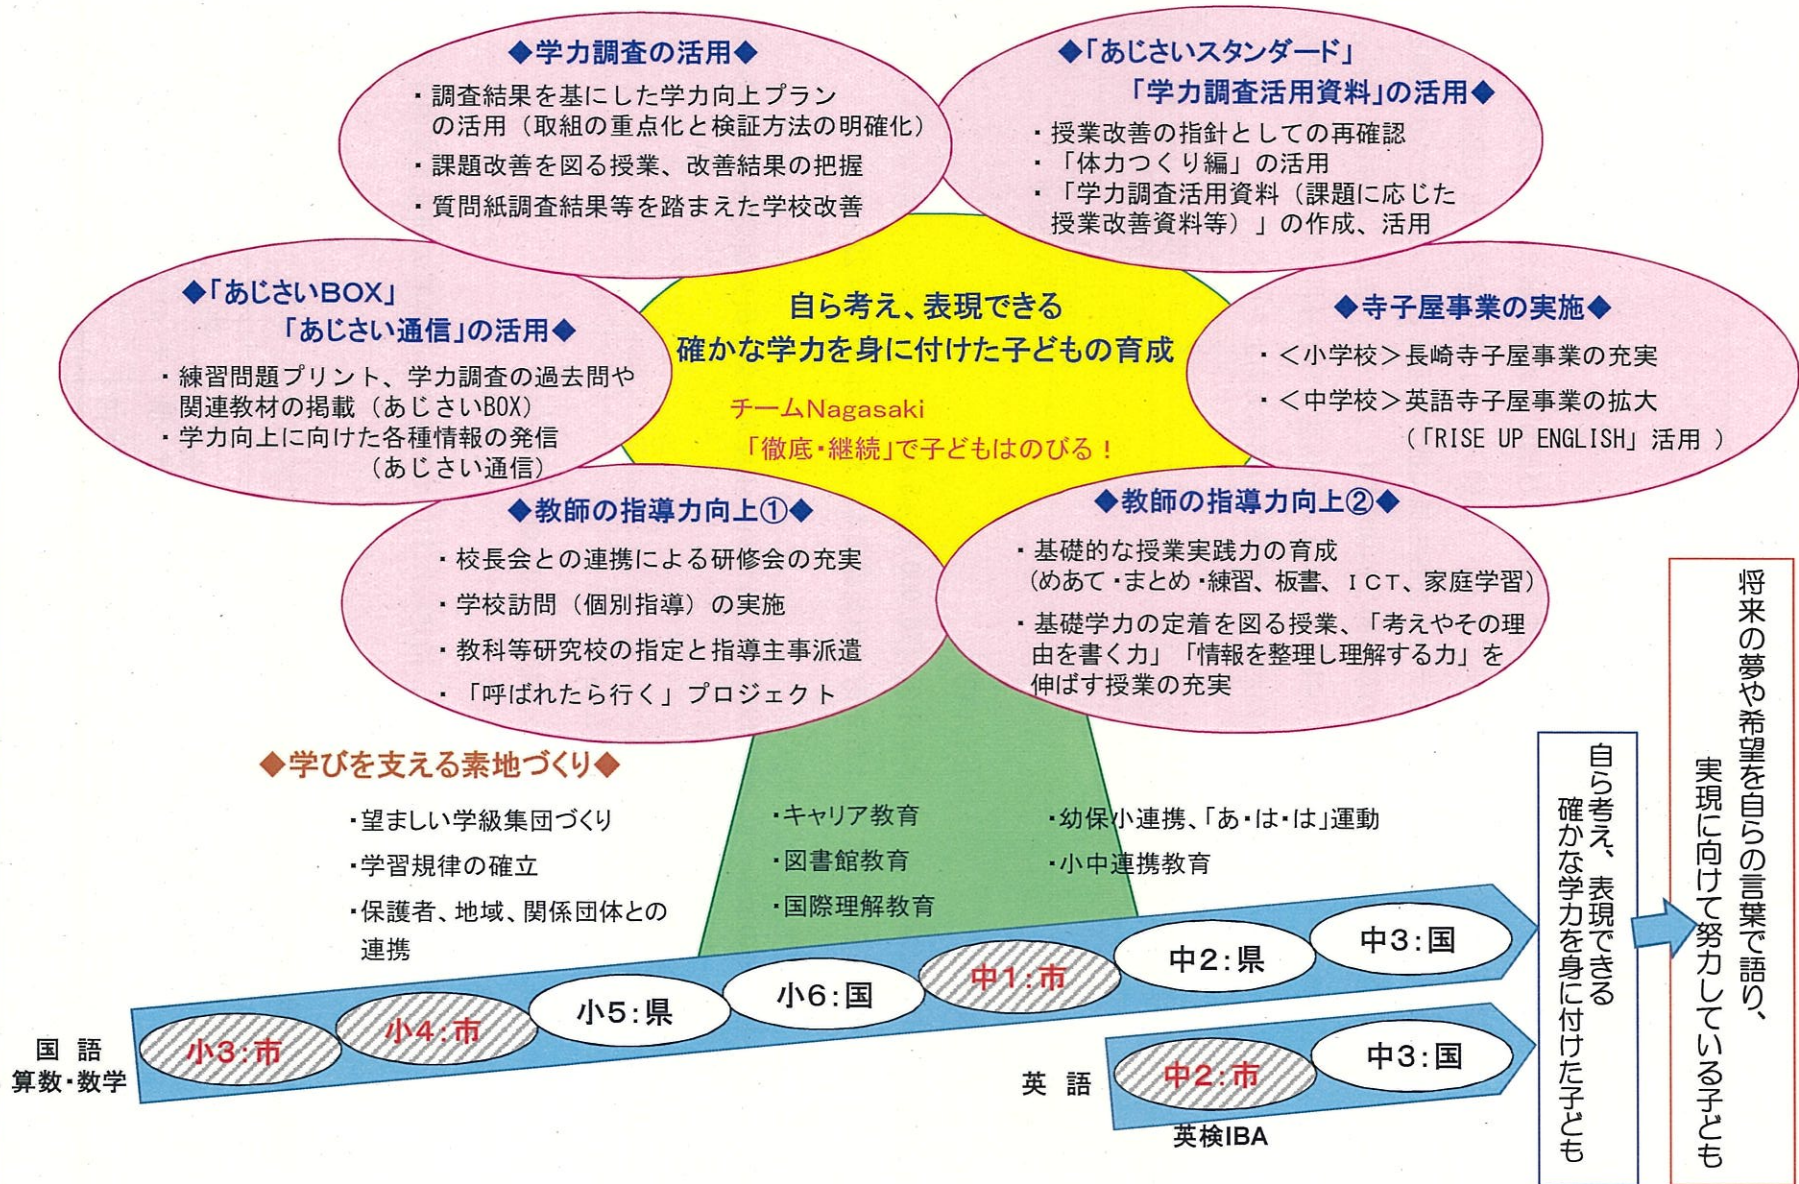 ◆学力調査の活用◆
・調査結果を基にした学力向上プラン
の活用（取組の重点化と検証方法の明確化）
・課題改善を図る授業、改善結果の把握
・質問紙調査結果等を踏まえた学校改善
◆「あじさいスタンダード」
「学力調査活用資料」の活用◆
・授業改善の指針としての再確認
・「体力つくり編」の活用
・「学力調査活用資料（課題に応じた
授業改善資料等）」の作成、活用
◆「あじさいBOX」
「あじさい通信」の活用◆
・練習問題プリント、学力調査の過去問や
関連教材の掲載（あじさいBOX）
・学力向上に向けた各種情報の発信
（あじさい通信）
自ら考え、表現できる
確かな学力を身に付けた子どもの育成
チームNagasaki
「徹底・継続」で子どもはのびる！
◆寺子屋事業の実施◆
・＜小学校＞長崎寺子屋事業の充実
・＜中学校＞英語寺子屋事業の拡大
（「RISE UP ENGLISH」活用 ）
◆教師の指導力向上①◆
・校長会との連携による研修会の充実
・学校訪問（個別指導）の実施
・教科等研究校の指定と指導主事派遣
・「呼ばれたら行く」プロジェクト
◆教師の指導力向上②◆
・基礎的な授業実践力の育成
（めあて・まとめ・練習、板書、ＩＣＴ、家庭学習）
・基礎学力の定着を図る授業、「考えやその理
由を書く力」「情報を整理し理解する力」を
伸ばす授業の充実
◆学びを支える素地づくり◆
・望ましい学級集団づくり
・学習規律の確立
・保護者、地域、関係団体との
連携
・キャリア教育
・図書館教育
・国際理解教育
・幼保小連携、「あ・は・は」運動
・小中連携教育
国 語
算数・数学
小3：市
小4：市
小5：県
小6：国
中1：市
中2：県
中3：国
英 語
中2：市
中3：国
英検IBA
自ら考え、表現できる
確かな学力を身に付けた子ども
将来の夢や希望を自らの言葉で語り、
実現に向けて努力している子ども